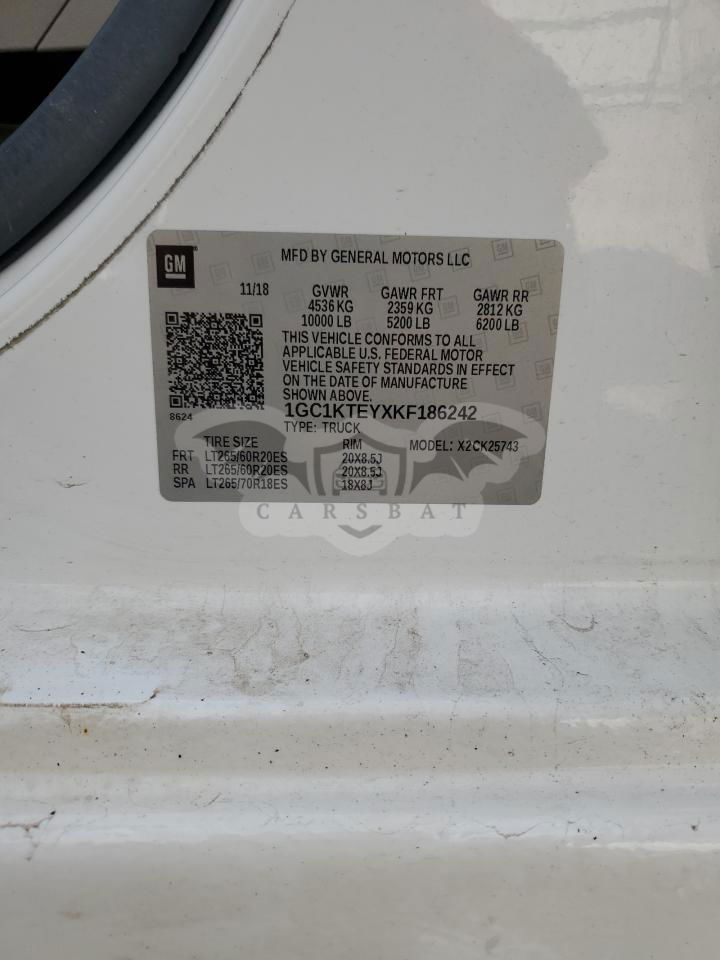 GM
MFD BY GENERAL MOTORS LLC
11/18 GVWR GAWR FRT GAWR RR
4536 KG 2359 KG 2812 KG
10000 LB 5200 LB 6200 LB
THIS VEHICLE CONFORMS TO ALL
APPLICABLE U.S. FEDERAL MOTOR
VEHICLE SAFETY STANDARDS IN EFFECT
ON THE DATE OF MANUFACTURE
SHOWN ABOVE.
8624
1GC1KTEYXKF186242
TYPE: TRUCK
MODEL: X2CK25743
TIRE SIZE RIM
FRT LT265/60R20ES 20X8.5J
RR LT265/60R20ES 20X8.5J
SPA LT265/70R18ES 18X8J
CARSBAT